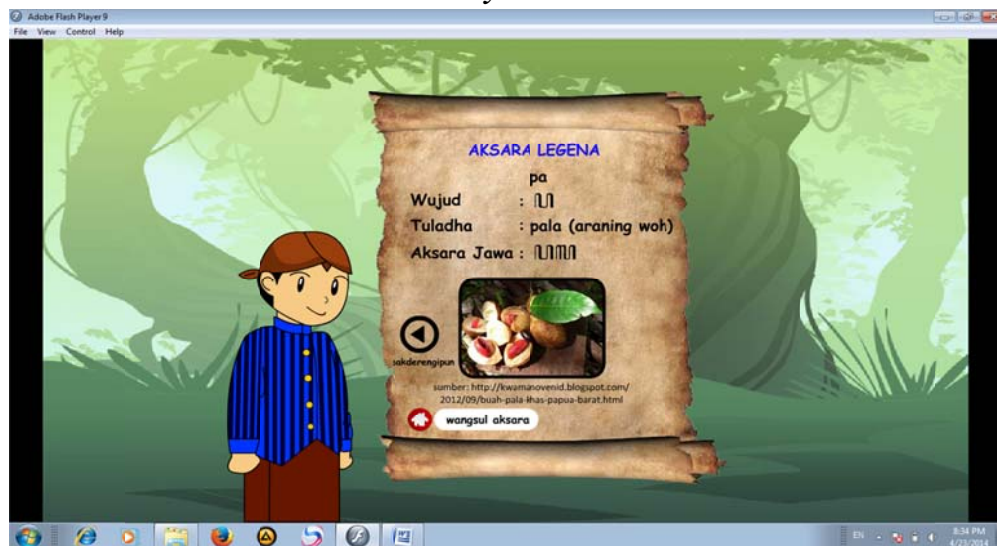 y
Adobe Flash Player 9
File View Control Help
AKSARA LEGENA
pa
Wujud : ꦥ
Tuladha : pala (araning woh)
Aksara Jawa : ꦥꦭ
sakderengipun
sumber: http://kwamanovenid.blogspot.com/
2012/09/buah-pala-khas-papua-barat.html
wangsul aksara
EN
8:34 PM
4/23/2014